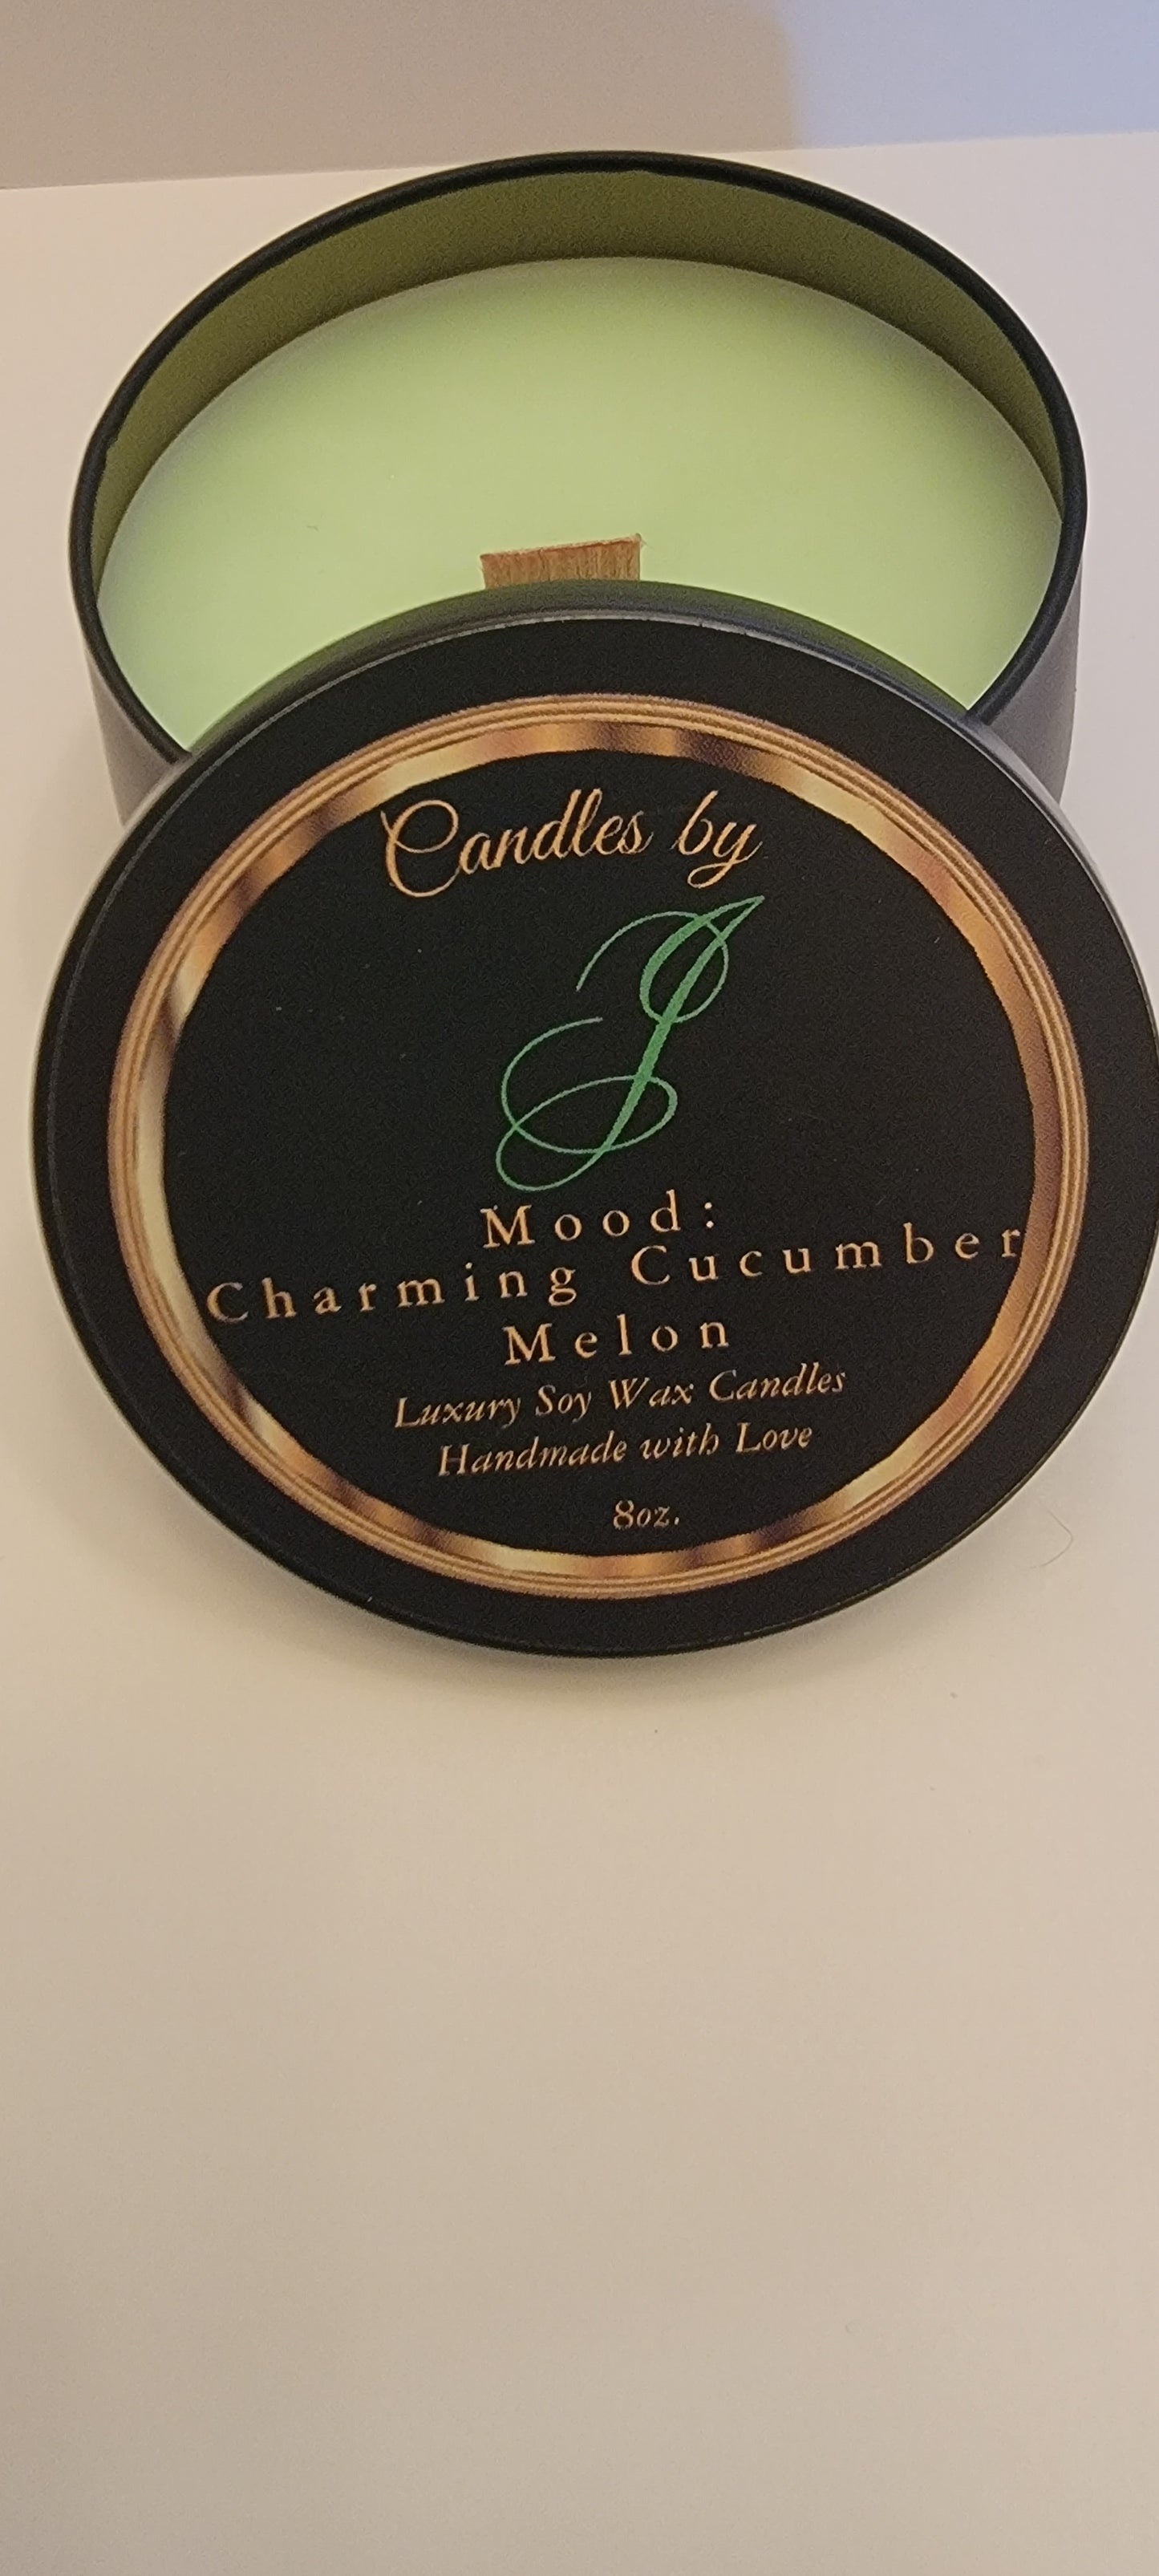 Candles by
J
Mood:
Charming Cucumber
Melon
Luxury Soy Wax Candles
Handmade with Love
8oz.